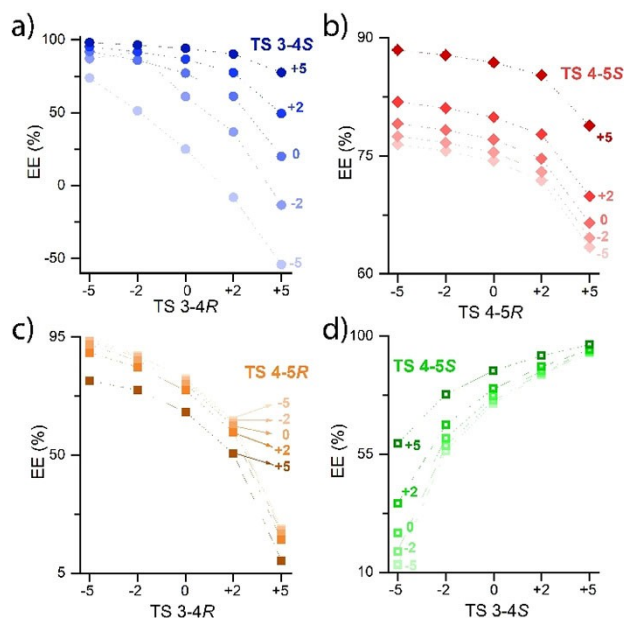 a)
TS 3-4S
100
50
0
-50
EE (%)
+5
+2
0
-2
-5
-5 -2 0 +2 +5
TS 3-4R
b)
TS 4-5S
90
75
60
EE (%)
+5
+2
0
-2
-5
-5 -2 0 +2 +5
TS 4-5R
c)
TS 4-5R
95
50
5
EE (%)
-5
-2
0
+2
+5
-5 -2 0 +2 +5
TS 3-4R
d)
TS 4-5S
100
55
10
EE (%)
+5
+2
0
-2
-5
-5 -2 0 +2 +5
TS 3-4S